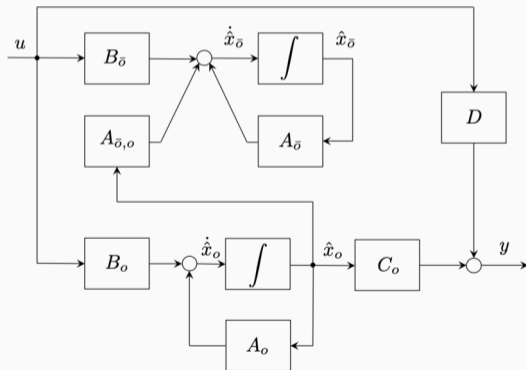 u
B_ō
ẋ̂_ō
∫
x̂_ō
D
A_ō,o
A_ō
B_o
ẋ̂_o
∫
x̂_o
C_o
y
A_o